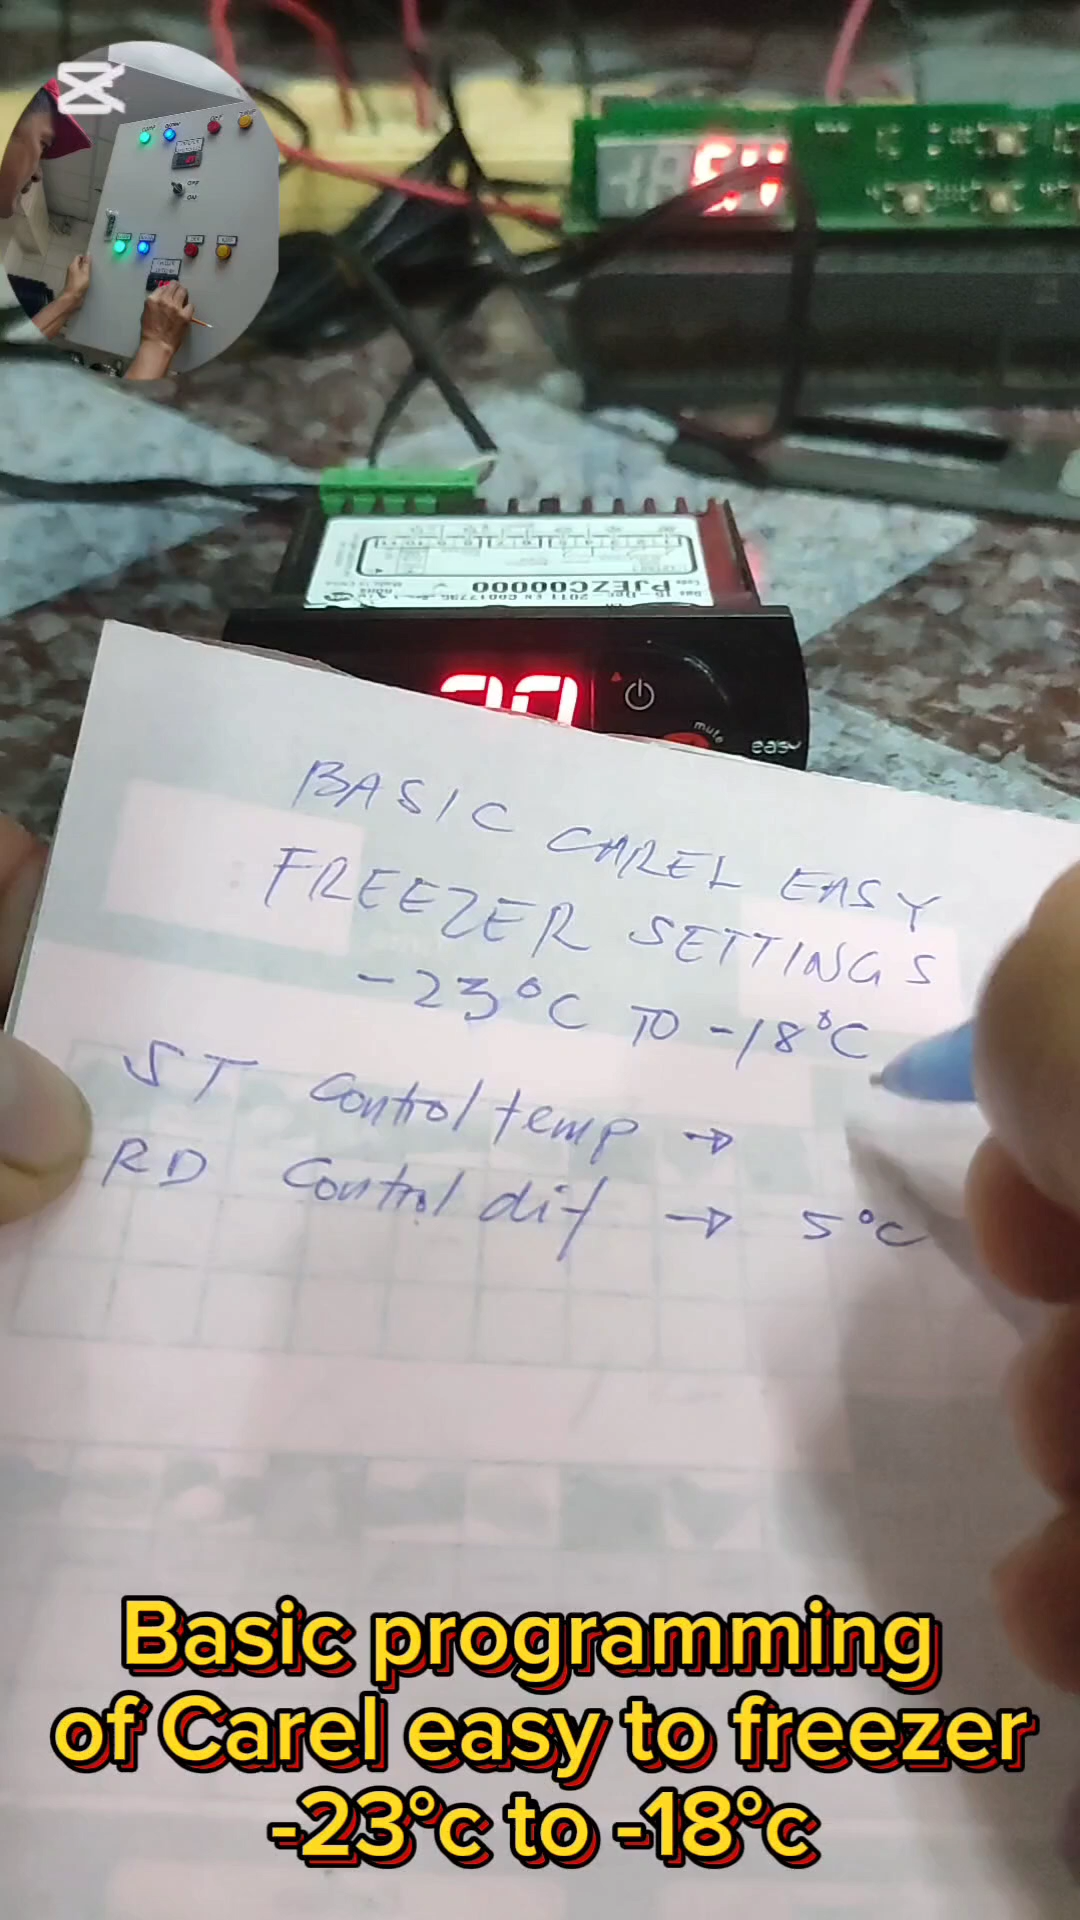 PJEZC00000
mute
easy
BASIC CAREL EASY
FREEZER SETTINGS
-23°C TO -18°C
ST Control temp →
RD Control dif → 5°C
Basic programming
of Carel easy to freezer
-23°c to -18°c